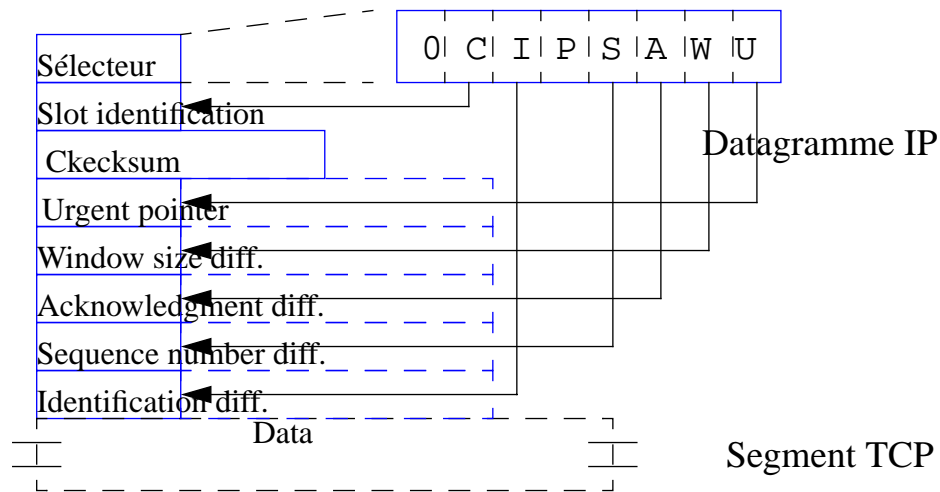 0 C I P S A W U
Sélecteur
Slot identification
Ckecksum
Datagramme IP
Urgent pointer
Window size diff.
Acknowledgment diff.
Sequence number diff.
Identification diff.
Data
Segment TCP